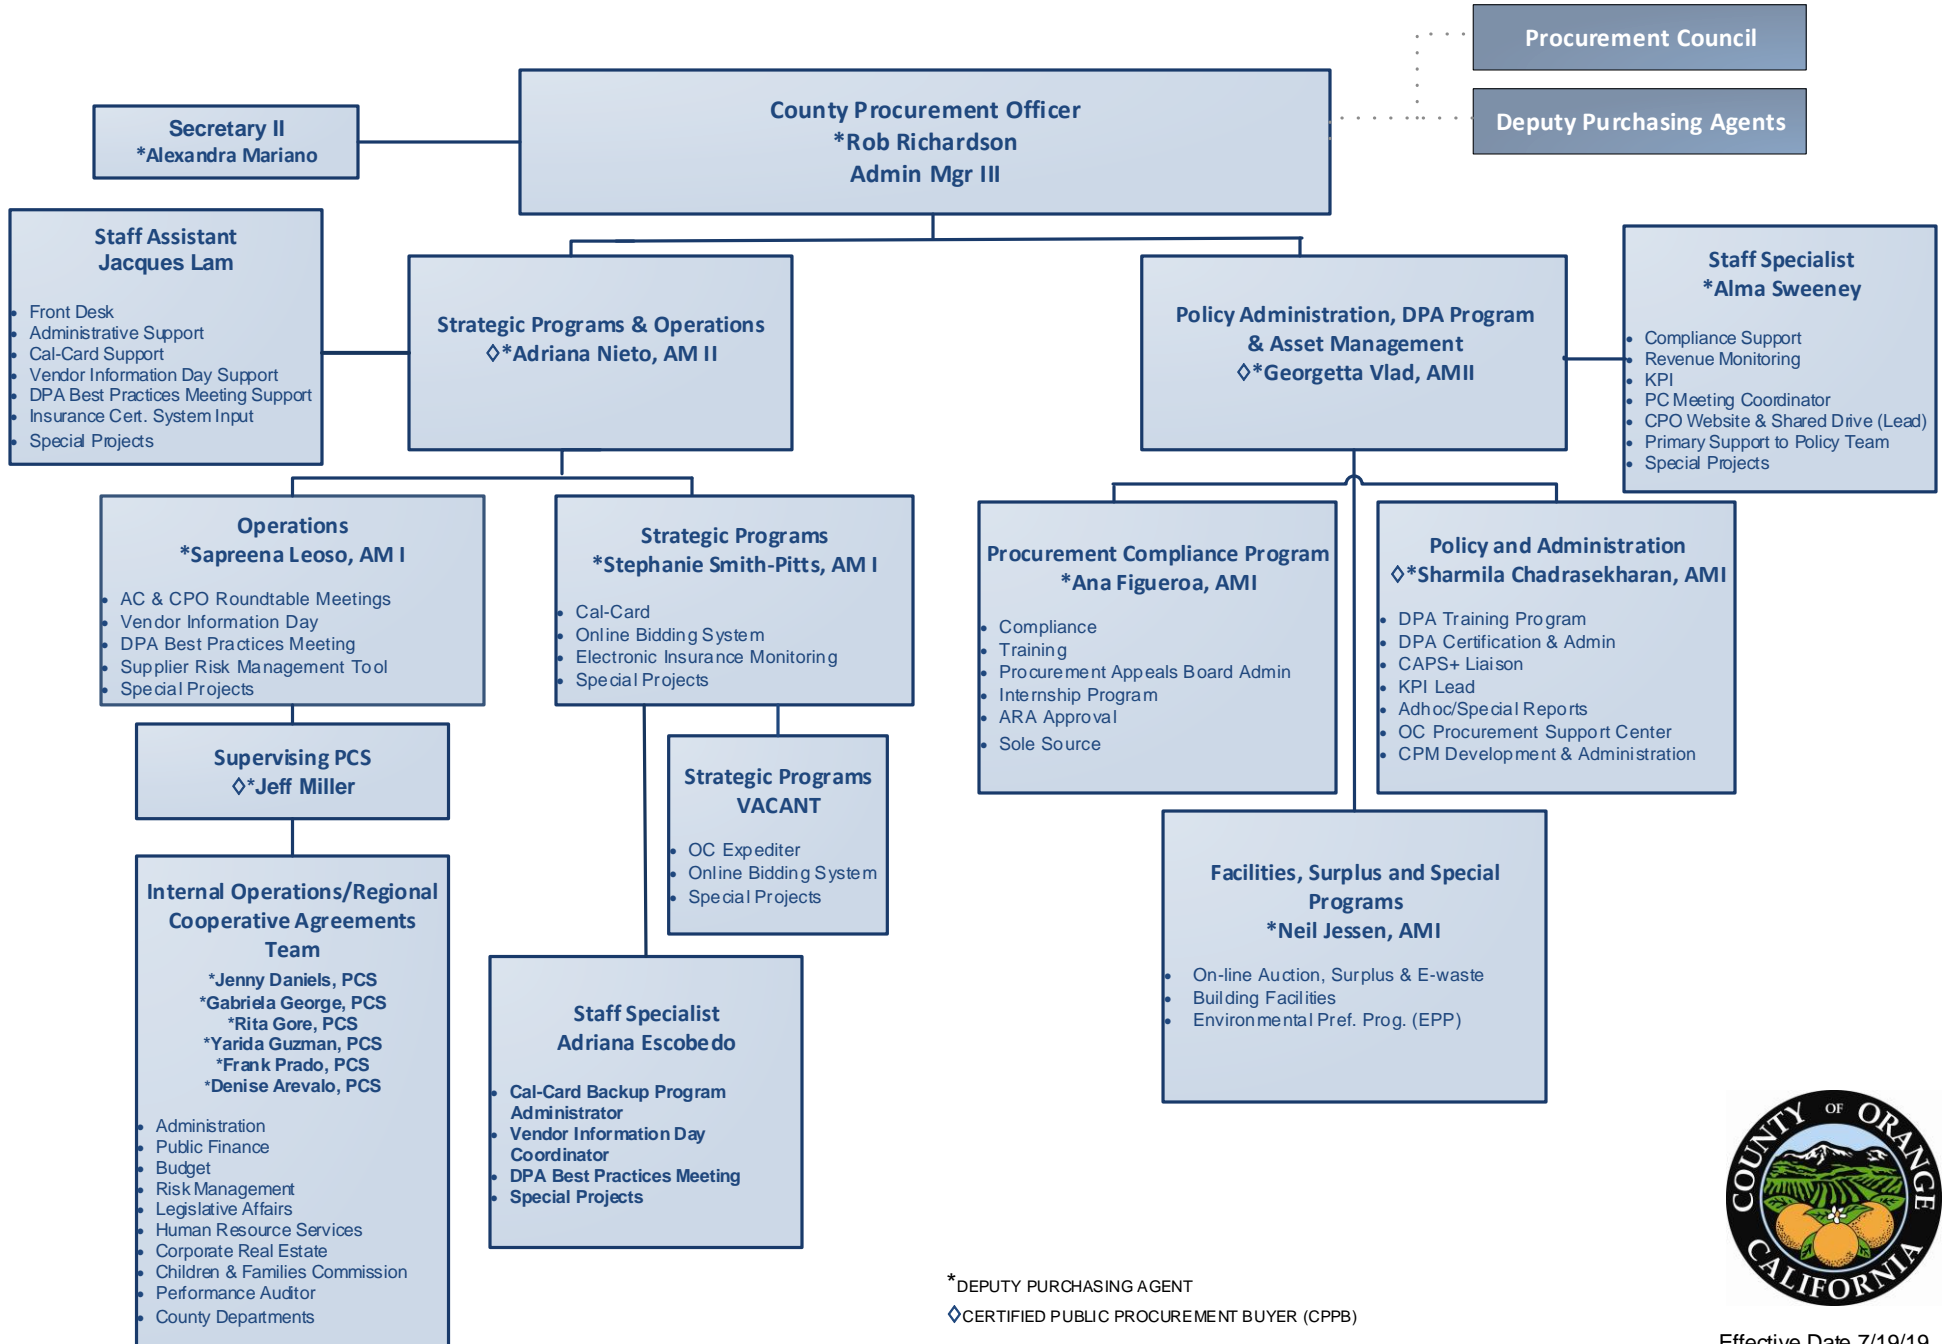 Procurement Council
Deputy Purchasing Agents
County Procurement Officer
*Rob Richardson
Admin Mgr III
Secretary II
*Alexandra Mariano
Staff Assistant
Jacques Lam
• Front Desk
• Administrative Support
• Cal-Card Support
• Vendor Information Day Support
• DPA Best Practices Meeting Support
• Insurance Cert. System Input
• Special Projects
Strategic Programs & Operations
◊*Adriana Nieto, AM II
Policy Administration, DPA Program
& Asset Management
◊*Georgetta Vlad, AMII
Staff Specialist
*Alma Sweeney
• Compliance Support
• Revenue Monitoring
• KPI
• PC Meeting Coordinator
• CPO Website & Shared Drive (Lead)
• Primary Support to Policy Team
• Special Projects
Operations
*Sapreena Leoso, AM I
• AC & CPO Roundtable Meetings
• Vendor Information Day
• DPA Best Practices Meeting
• Supplier Risk Management Tool
• Special Projects
Strategic Programs
*Stephanie Smith-Pitts, AM I
• Cal-Card
• Online Bidding System
• Electronic Insurance Monitoring
• Special Projects
Procurement Compliance Program
*Ana Figueroa, AMI
• Compliance
• Training
• Procurement Appeals Board Admin
• Internship Program
• ARA Approval
• Sole Source
Policy and Administration
◊*Sharmila Chadrasekharan, AMI
• DPA Training Program
• DPA Certification & Admin
• CAPS+ Liaison
• KPI Lead
• Adhoc/Special Reports
• OC Procurement Support Center
• CPM Development & Administration
Supervising PCS
◊*Jeff Miller
Strategic Programs
VACANT
• OC Expediter
• Online Bidding System
• Special Projects
Facilities, Surplus and Special
Programs
*Neil Jessen, AMI
• On-line Auction, Surplus & E-waste
• Building Facilities
• Environmental Pref. Prog. (EPP)
Internal Operations/Regional
Cooperative Agreements
Team
*Jenny Daniels, PCS
*Gabriela George, PCS
*Rita Gore, PCS
*Yarida Guzman, PCS
*Frank Prado, PCS
*Denise Arevalo, PCS
• Administration
• Public Finance
• Budget
• Risk Management
• Legislative Affairs
• Human Resource Services
• Corporate Real Estate
• Children & Families Commission
• Performance Auditor
• County Departments
Staff Specialist
Adriana Escobedo
• Cal-Card Backup Program
Administrator
• Vendor Information Day
Coordinator
• DPA Best Practices Meeting
• Special Projects
*DEPUTY PURCHASING AGENT
◊CERTIFIED PUBLIC PROCUREMENT BUYER (CPPB)
COUNTY OF ORANGE
CALIFORNIA
Effective Date 7/19/19